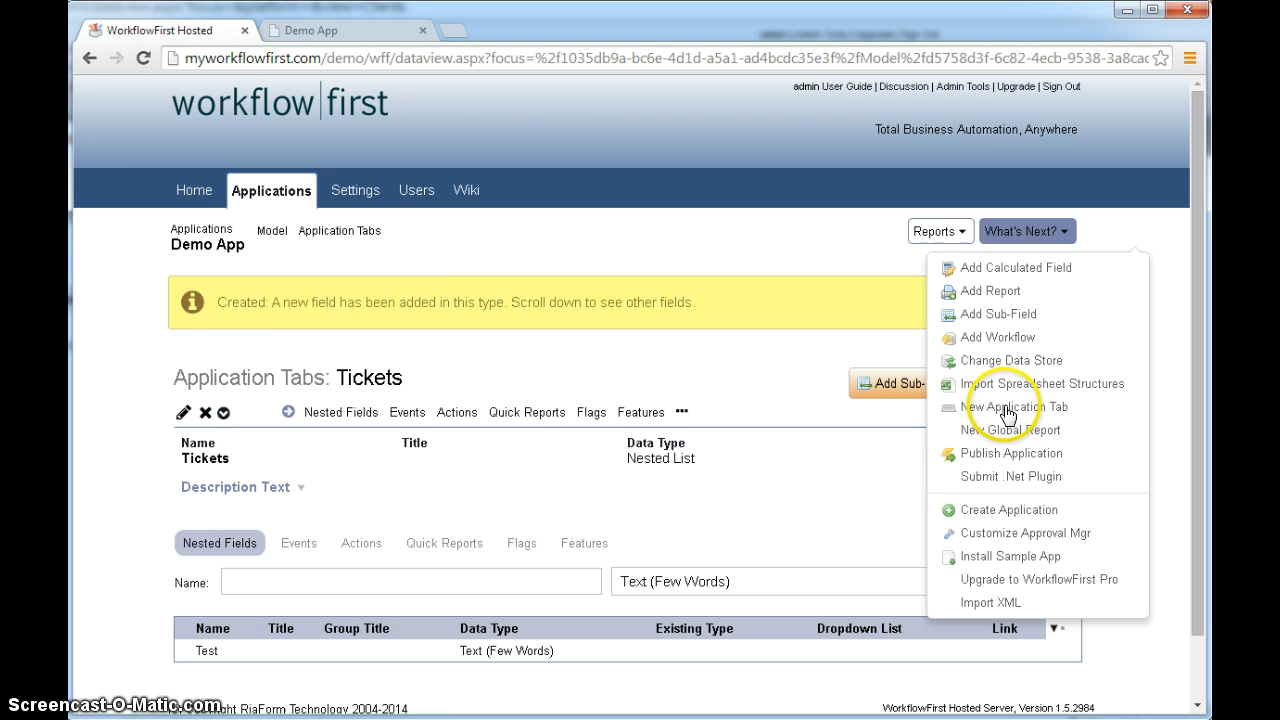 WorkflowFirst Hosted
Demo App
myworkflowfirst.com/demo/wff/dataview.aspx?focus=%2f1035db9a-bc6e-4d1d-a5a1-ad4bcdc35e3f%2fModel%2fd5758d3f-6c82-4ecb-9538-3a8cac
workflow|first
admin User Guide | Discussion | Admin Tools | Upgrade | Sign Out
Total Business Automation, Anywhere
Home Applications Settings Users Wiki
Applications Model Application Tabs
Demo App
Reports What's Next?
Created: A new field has been added in this type. Scroll down to see other fields.
Add Calculated Field
Add Report
Add Sub-Field
Add Workflow
Change Data Store
Import Spreadsheet Structures
New Application Tab
New Global Report
Publish Application
Submit .Net Plugin
Create Application
Customize Approval Mgr
Install Sample App
Upgrade to WorkflowFirst Pro
Import XML
Application Tabs: Tickets
Add Sub-
Nested Fields Events Actions Quick Reports Flags Features •••
Name Title Data Type
Tickets Nested List
Description Text
Nested Fields Events Actions Quick Reports Flags Features
Name: Text (Few Words)
Name Title Group Title Data Type Existing Type Dropdown List Link
Test Text (Few Words)
Right RiaForm Technology 2004-2014
WorkflowFirst Hosted Server, Version 1.5.2984
Screencast-O-Matic.com